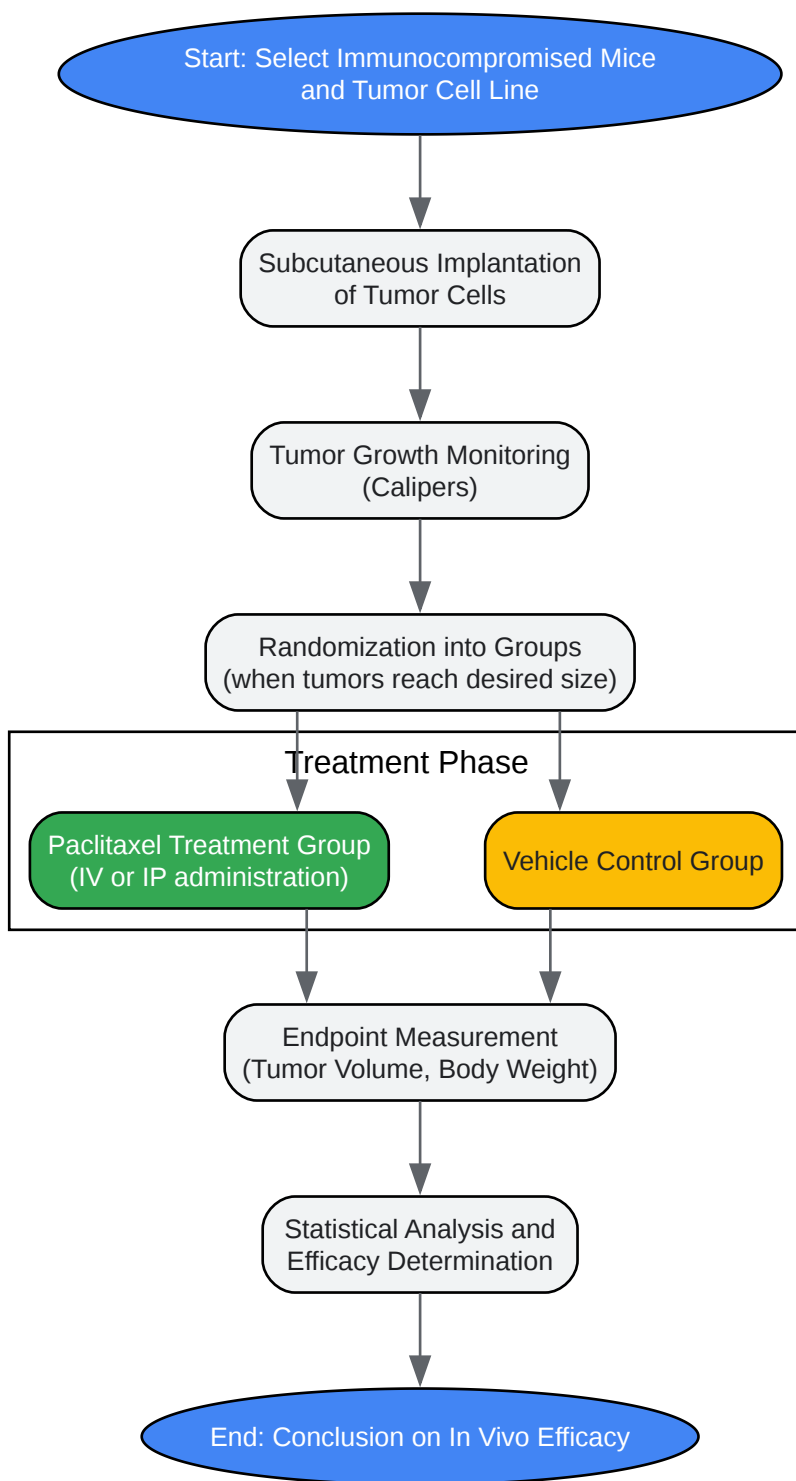 Start: Select Immunocompromised Mice
and Tumor Cell Line
Subcutaneous Implantation
of Tumor Cells
Tumor Growth Monitoring
(Calipers)
Randomization into Groups
(when tumors reach desired size)
Treatment Phase
Paclitaxel Treatment Group
(IV or IP administration)
Vehicle Control Group
Endpoint Measurement
(Tumor Volume, Body Weight)
Statistical Analysis and
Efficacy Determination
End: Conclusion on In Vivo Efficacy